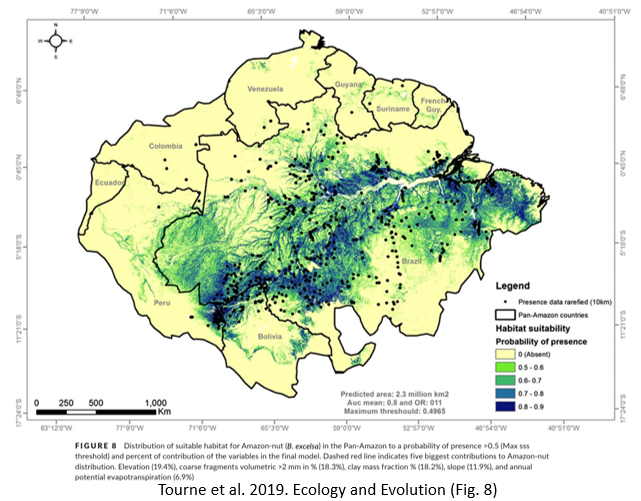 77°9'0"W 71°6'0"W 65°3'0"W 59°0'0"W 52°57'0"W 46°54'0"W 40°51'0"W
N
W E
S
6°48'0"N 6°48'0"N
Venezuela
Guyana
Suriname
French
Guy.
Colombia
0°45'0"N 0°45'0"N
Ecuador
5°18'0"S 5°18'0"S
Brazil
Peru
Legend
Presence data rarefied (10km)
Pan-Amazon countries
Habitat suitability
Probability of presence
0 (Absent)
0.5 - 0.6
0.6- 0.7
0.7 - 0.8
0.8 - 0.9
11°21'0"S 11°21'0"S
Bolivia
Predicted area: 2.3 million km2
Auc mean: 0.8 and OR: 011
Maximum threshold: 0.4965
0 250 500 1,000
Km
17°24'0"S 17°24'0"S
83°12'0"W 77°9'0"W 71°6'0"W 65°3'0"W 59°0'0"W 52°57'0"W 46°54'0"W 40°51'0"W
FIGURE 8 Distribution of suitable habitat for Amazon-nut (B. excelsa) in the Pan-Amazon to a probability of presence >0.5 (Max sss
threshold) and percent of contribution of the variables in the final model. Dashed red line indicates five biggest contributions to Amazon-nut
distribution. Elevation (19.4%), coarse fragments volumetric >2 mm in % (18.3%), clay mass fraction % (18.2%), slope (11.9%), and annual
potential evapotranspiration (6.9%)
Tourne et al. 2019. Ecology and Evolution (Fig. 8)